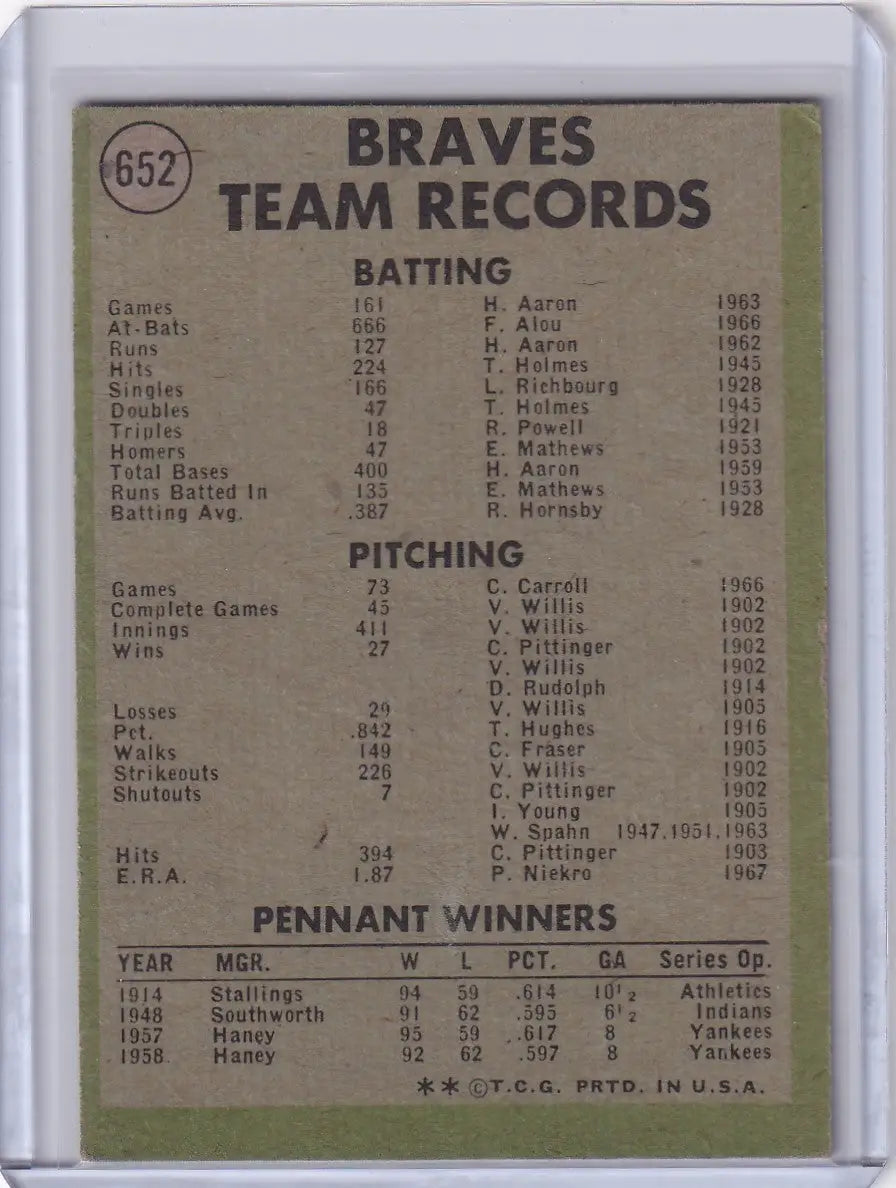 652
BRAVES
TEAM RECORDS
BATTING
Games 161 H. Aaron 1963
At-Bats 666 F. Alou 1966
Runs 127 H. Aaron 1962
Hits 224 T. Holmes 1945
Singles 166 L. Richbourg 1928
Doubles 47 T. Holmes 1945
Triples 18 R. Powell 1921
Homers 47 E. Mathews 1953
Total Bases 400 H. Aaron 1959
Runs Batted In 135 E. Mathews 1953
Batting Avg. .387 R. Hornsby 1928
PITCHING
Games 73 C. Carroll 1966
Complete Games 45 V. Willis 1902
Innings 411 V. Willis 1902
Wins 27 C. Pittinger 1902
V. Willis 1902
D. Rudolph 1914
Losses 29 V. Willis 1905
Pct. .842 T. Hughes 1916
Walks 149 C. Fraser 1905
Strikeouts 226 V. Willis 1902
Shutouts 7 C. Pittinger 1902
I. Young 1905
W. Spahn 1947,1951,1963
Hits 394 C. Pittinger 1903
E.R.A. 1.87 P. Niekro 1967
PENNANT WINNERS
YEAR MGR. W L PCT. GA Series Op.
1914 Stallings 94 59 .614 10½ Athletics
1948 Southworth 91 62 .595 6½ Indians
1957 Haney 95 59 .617 8 Yankees
1958 Haney 92 62 .597 8 Yankees
** ©T.C.G. PRTD. IN U.S.A.